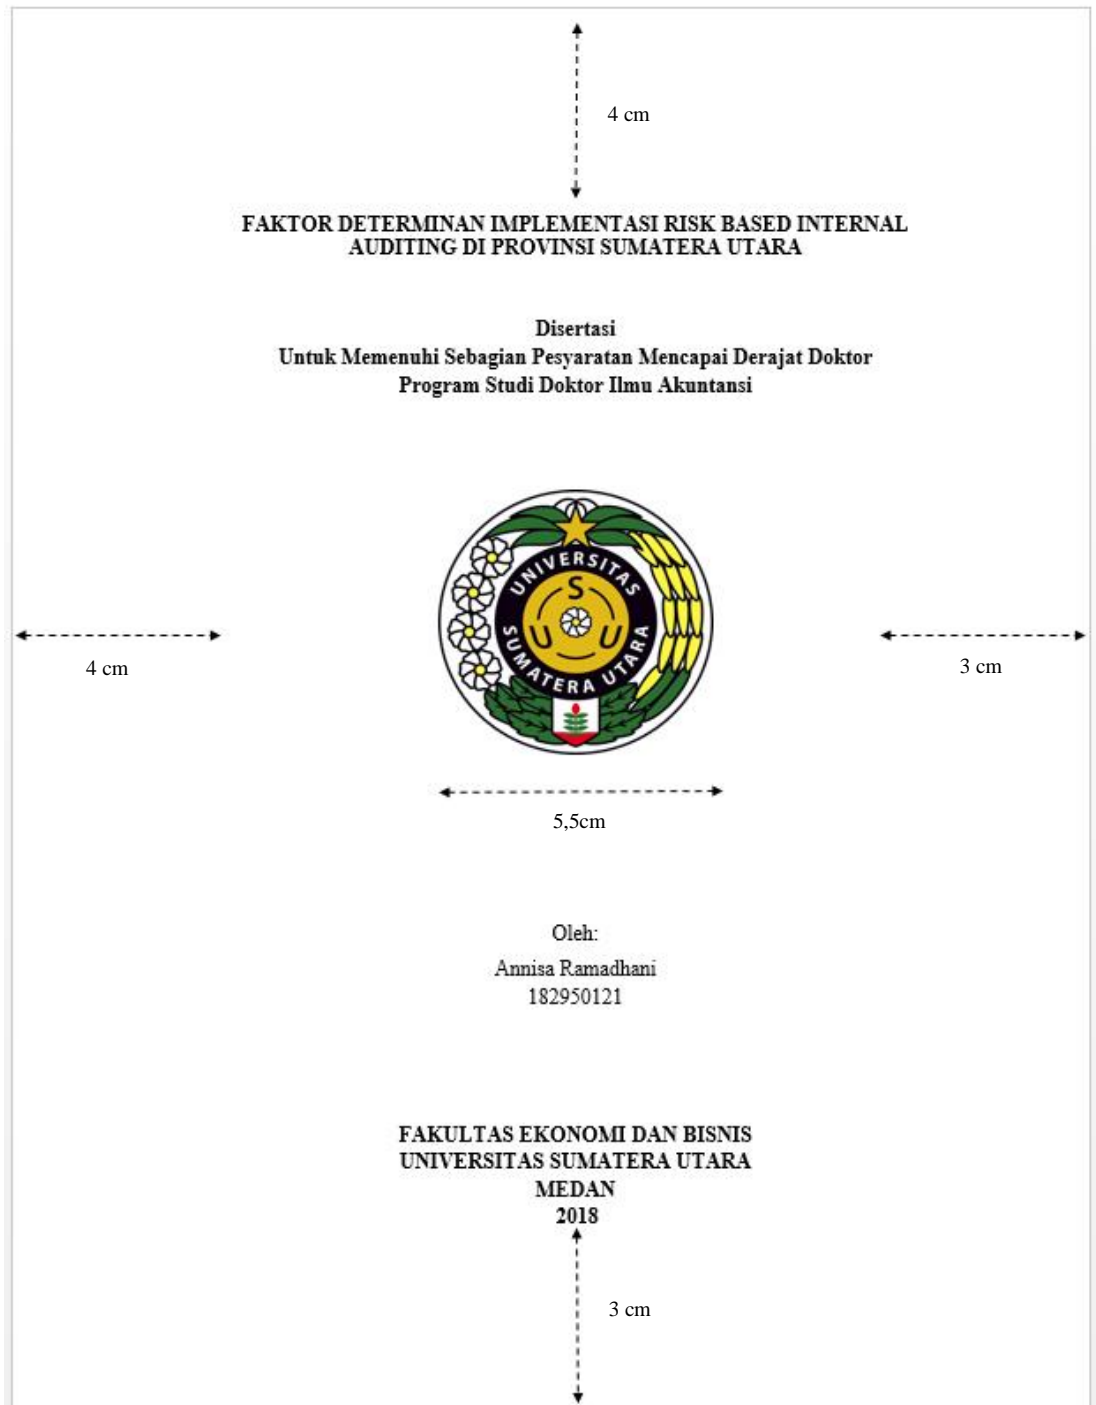 4 cm
FAKTOR DETERMINAN IMPLEMENTASI RISK BASED INTERNAL
AUDITING DI PROVINSI SUMATERA UTARA
Disertasi
Untuk Memenuhi Sebagian Pesyaratan Mencapai Derajat Doktor
Program Studi Doktor Ilmu Akuntansi
UNIVERSITAS
S
U U
SUMATERA UTARA
4 cm
3 cm
5,5cm
Oleh:
Annisa Ramadhani
182950121
FAKULTAS EKONOMI DAN BISNIS
UNIVERSITAS SUMATERA UTARA
MEDAN
2018
3 cm